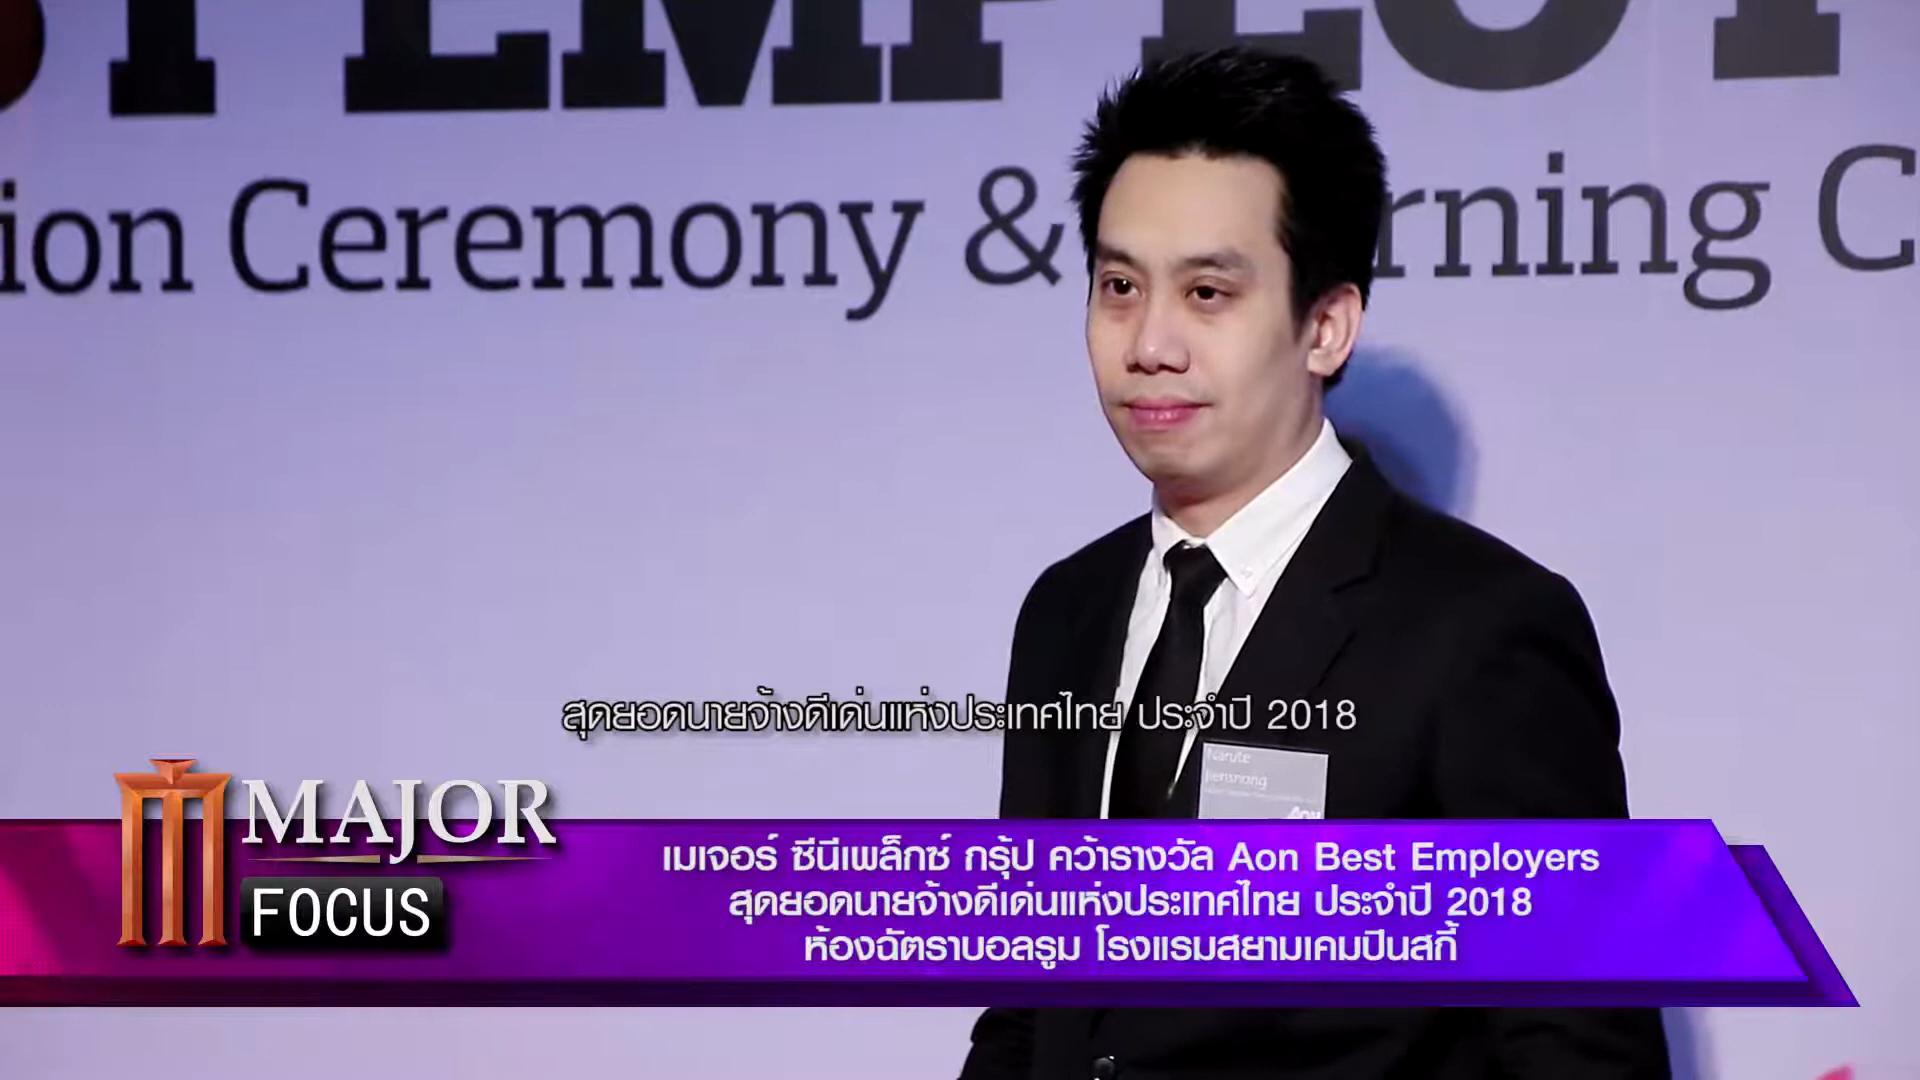 ST EMPLOY
ion Ceremony & rning C
สุดยอดนายจ้างดีเด่นแห่งประเทศไทย ประจำปี 2018
Narute
Aon
MAJOR
FOCUS
เมเจอร์ ซีนีเพล็กซ์ กรุ้ป คว้ารางวัล Aon Best Employers
สุดยอดนายจ้างดีเด่นแห่งประเทศไทย ประจำปี 2018
ห้องฉัตราบอลรูม โรงแรมสยามเคมปินสกี้